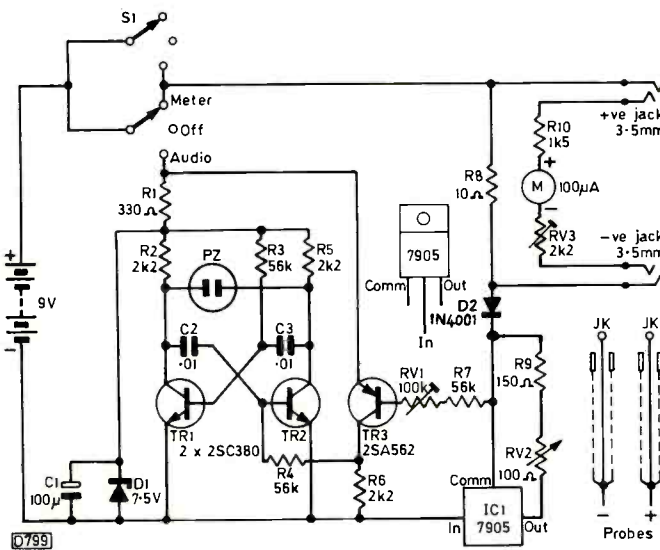 S1
Meter
Off
Audio
R1
330Ω
R2
2k2
PZ
R3
56k
R5
2k2
C2
·01
C3
·01
TR1
2 x 2SC380
TR2
R4
56k
TR3
2SA562
R6
2k2
RV1
100k
R7
56k
+
9V
-
C1
100µ
D1
7·5V
R8
10Ω
R10
1k5
+
M
100µA
-
RV3
2k2
+ve jack
3·5mm
-ve jack
3·5mm
7905
Comm
Out
In
D2
1N4001
R9
150Ω
RV2
100Ω
Comm
In
IC1
7905
Out
JK
JK
-
+
Probes
D799